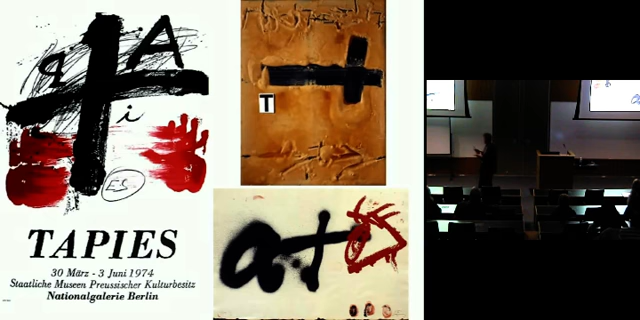 a
A
i
ES
TAPIES
30 März - 3 Juni 1974
Staatliche Museen Preussischer Kulturbesitz
Nationalgalerie Berlin
T
a t